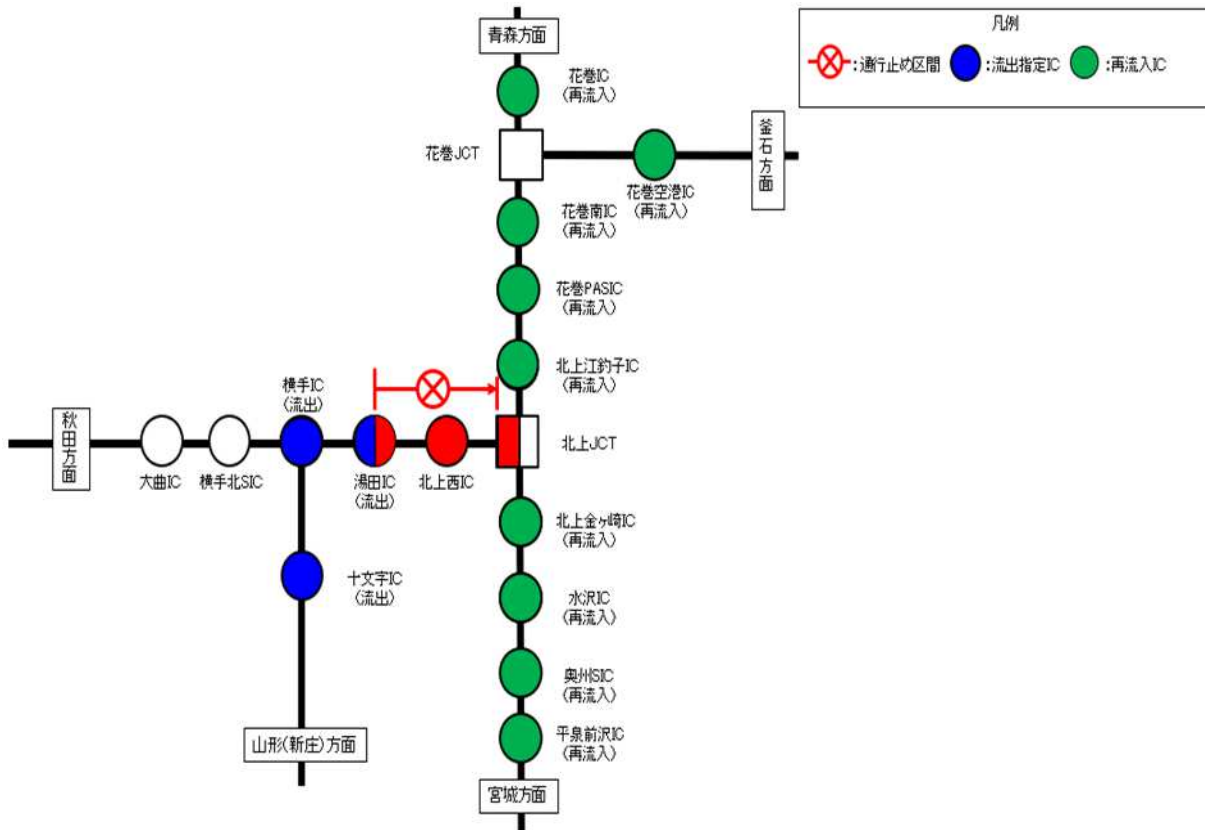 青森方面
凡例
:通行止め区間
:流出指定IC
:再流入IC
花巻IC
(再流入)
花巻JCT
釜石方面
花巻空港IC
(再流入)
花巻南IC
(再流入)
花巻PASIC
(再流入)
北上江釣子IC
(再流入)
横手IC
(流出)
秋田方面
北上JCT
大曲IC
横手北SIC
湯田IC
(流出)
北上西IC
北上金ヶ崎IC
(再流入)
十文字IC
(流出)
水沢IC
(再流入)
奥州SIC
(再流入)
平泉前沢IC
(再流入)
山形(新庄)方面
宮城方面